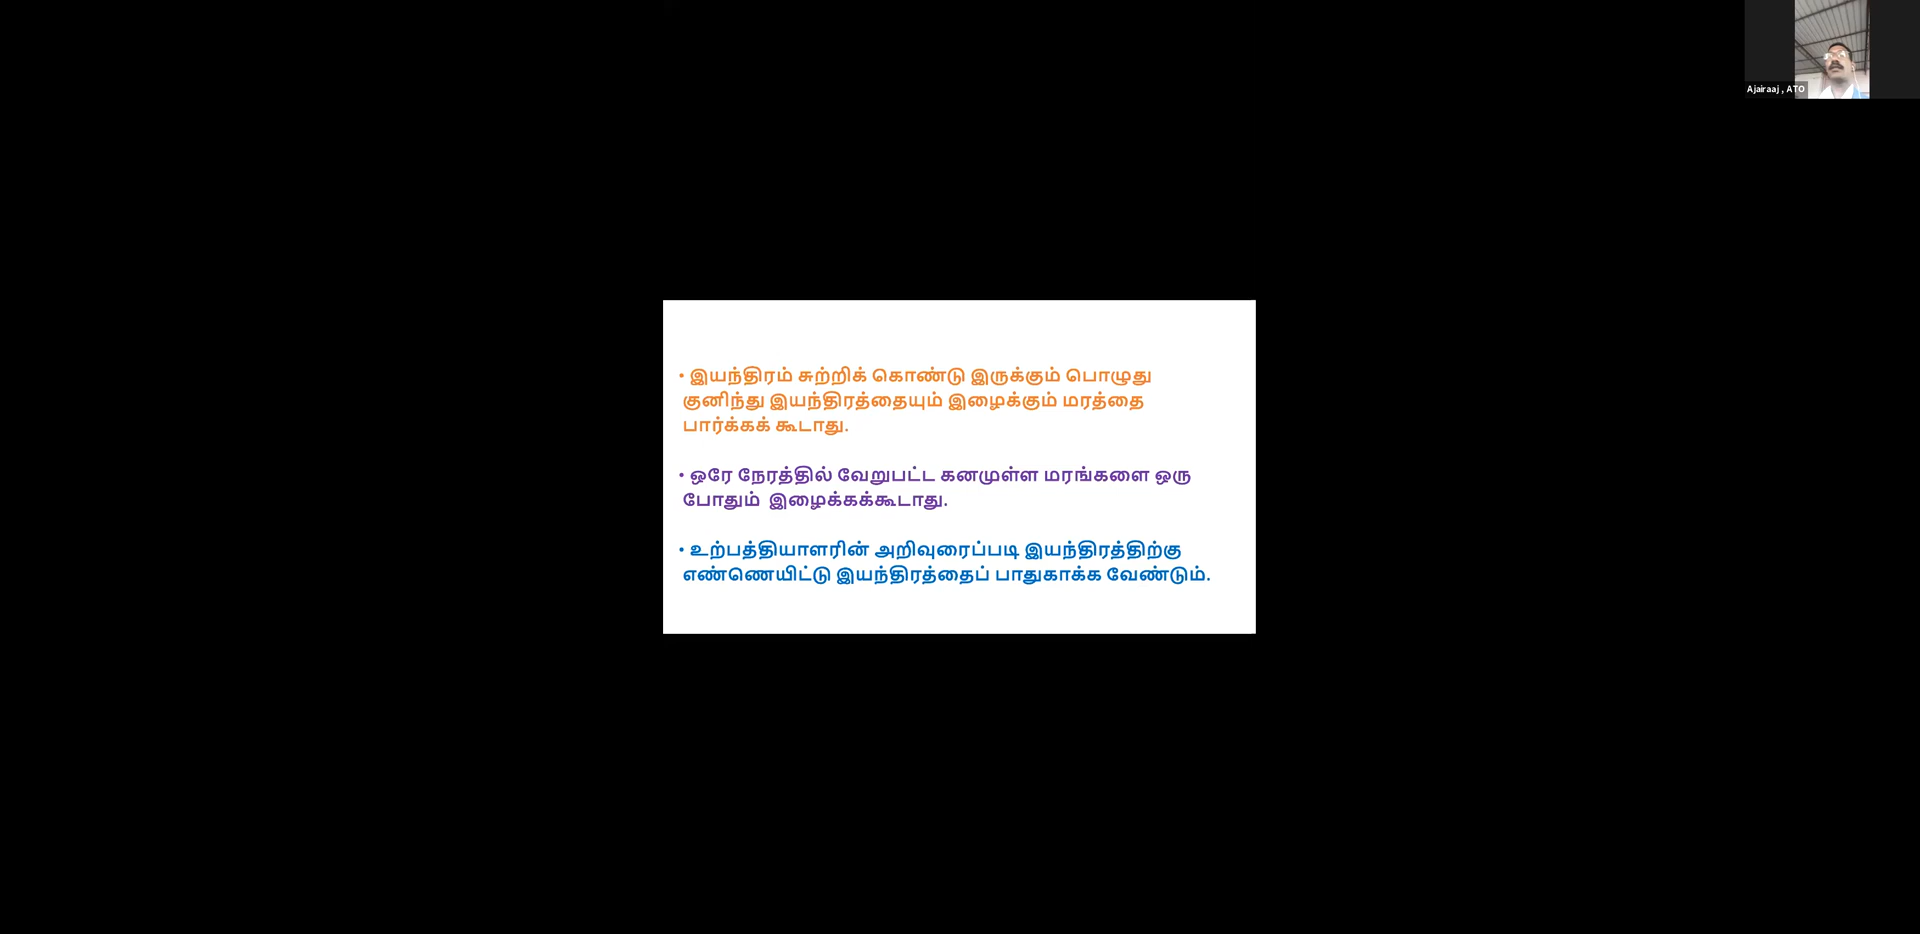 Ajairaaj , ATO
• இயந்திரம் சுற்றிக் கொண்டு இருக்கும் பொழுது
குனிந்து இயந்திரத்தையும் இழைக்கும் மரத்தை
பார்க்கக் கூடாது.
• ஒரே நேரத்தில் வேறுபட்ட கனமுள்ள மரங்களை ஒரு
போதும் இழைக்கக்கூடாது.
• உற்பத்தியாளரின் அறிவுரைப்படி இயந்திரத்திற்கு
எண்ணெயிட்டு இயந்திரத்தைப் பாதுகாக்க வேண்டும்.